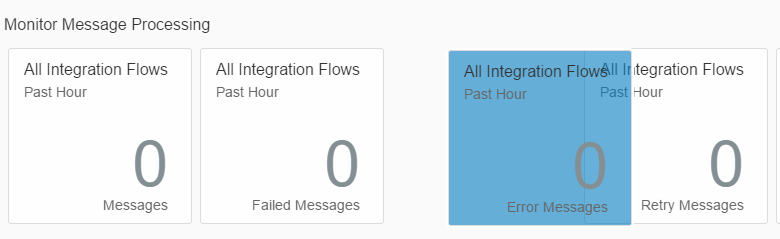 Monitor Message Processing
All Integration Flows
Past Hour
0
Messages
All Integration Flows
Past Hour
0
Failed Messages
All Integration Flows
Past Hour
0
Error Messages
All Integration Flows
Past Hour
0
Retry Messages